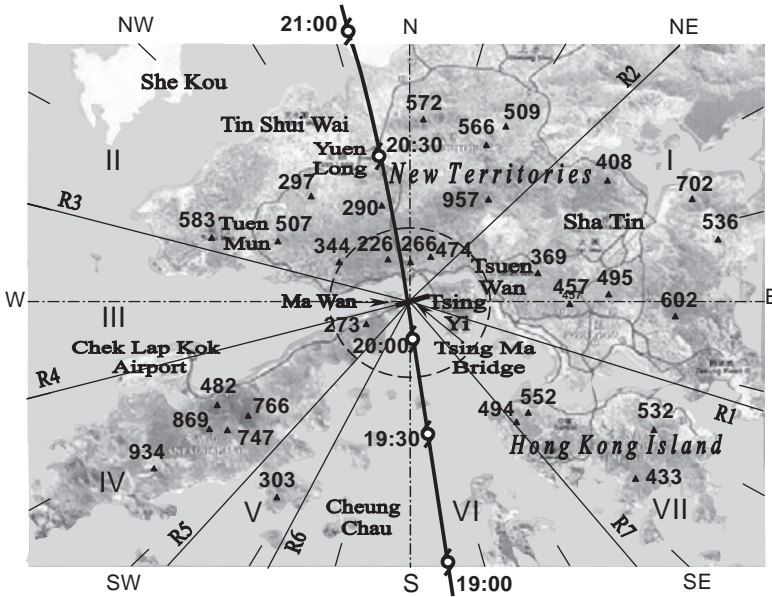 21:00
NW
N
NE
She Kou
R2
572
509
Tin Shui Wai
566
20:30
Yuen
Long
II
New Territories
I
408
297
702
R3
290
957
583
Tuen
Mun
507
Sha Tin
536
344
226
266
474
369
Tsuen
Wan
495
457
457
W
Ma Wan
Tsing
Yi
E
III
273
602
Chek Lap Kok
Airport
20:00
Tsing Ma
Bridge
R4
482
766
869
747
494
552
532
R1
19:30
Hong Kong Island
934
433
IV
303
V
Cheung
Chau
VI
VII
R5
R6
R7
SW
S
19:00
SE